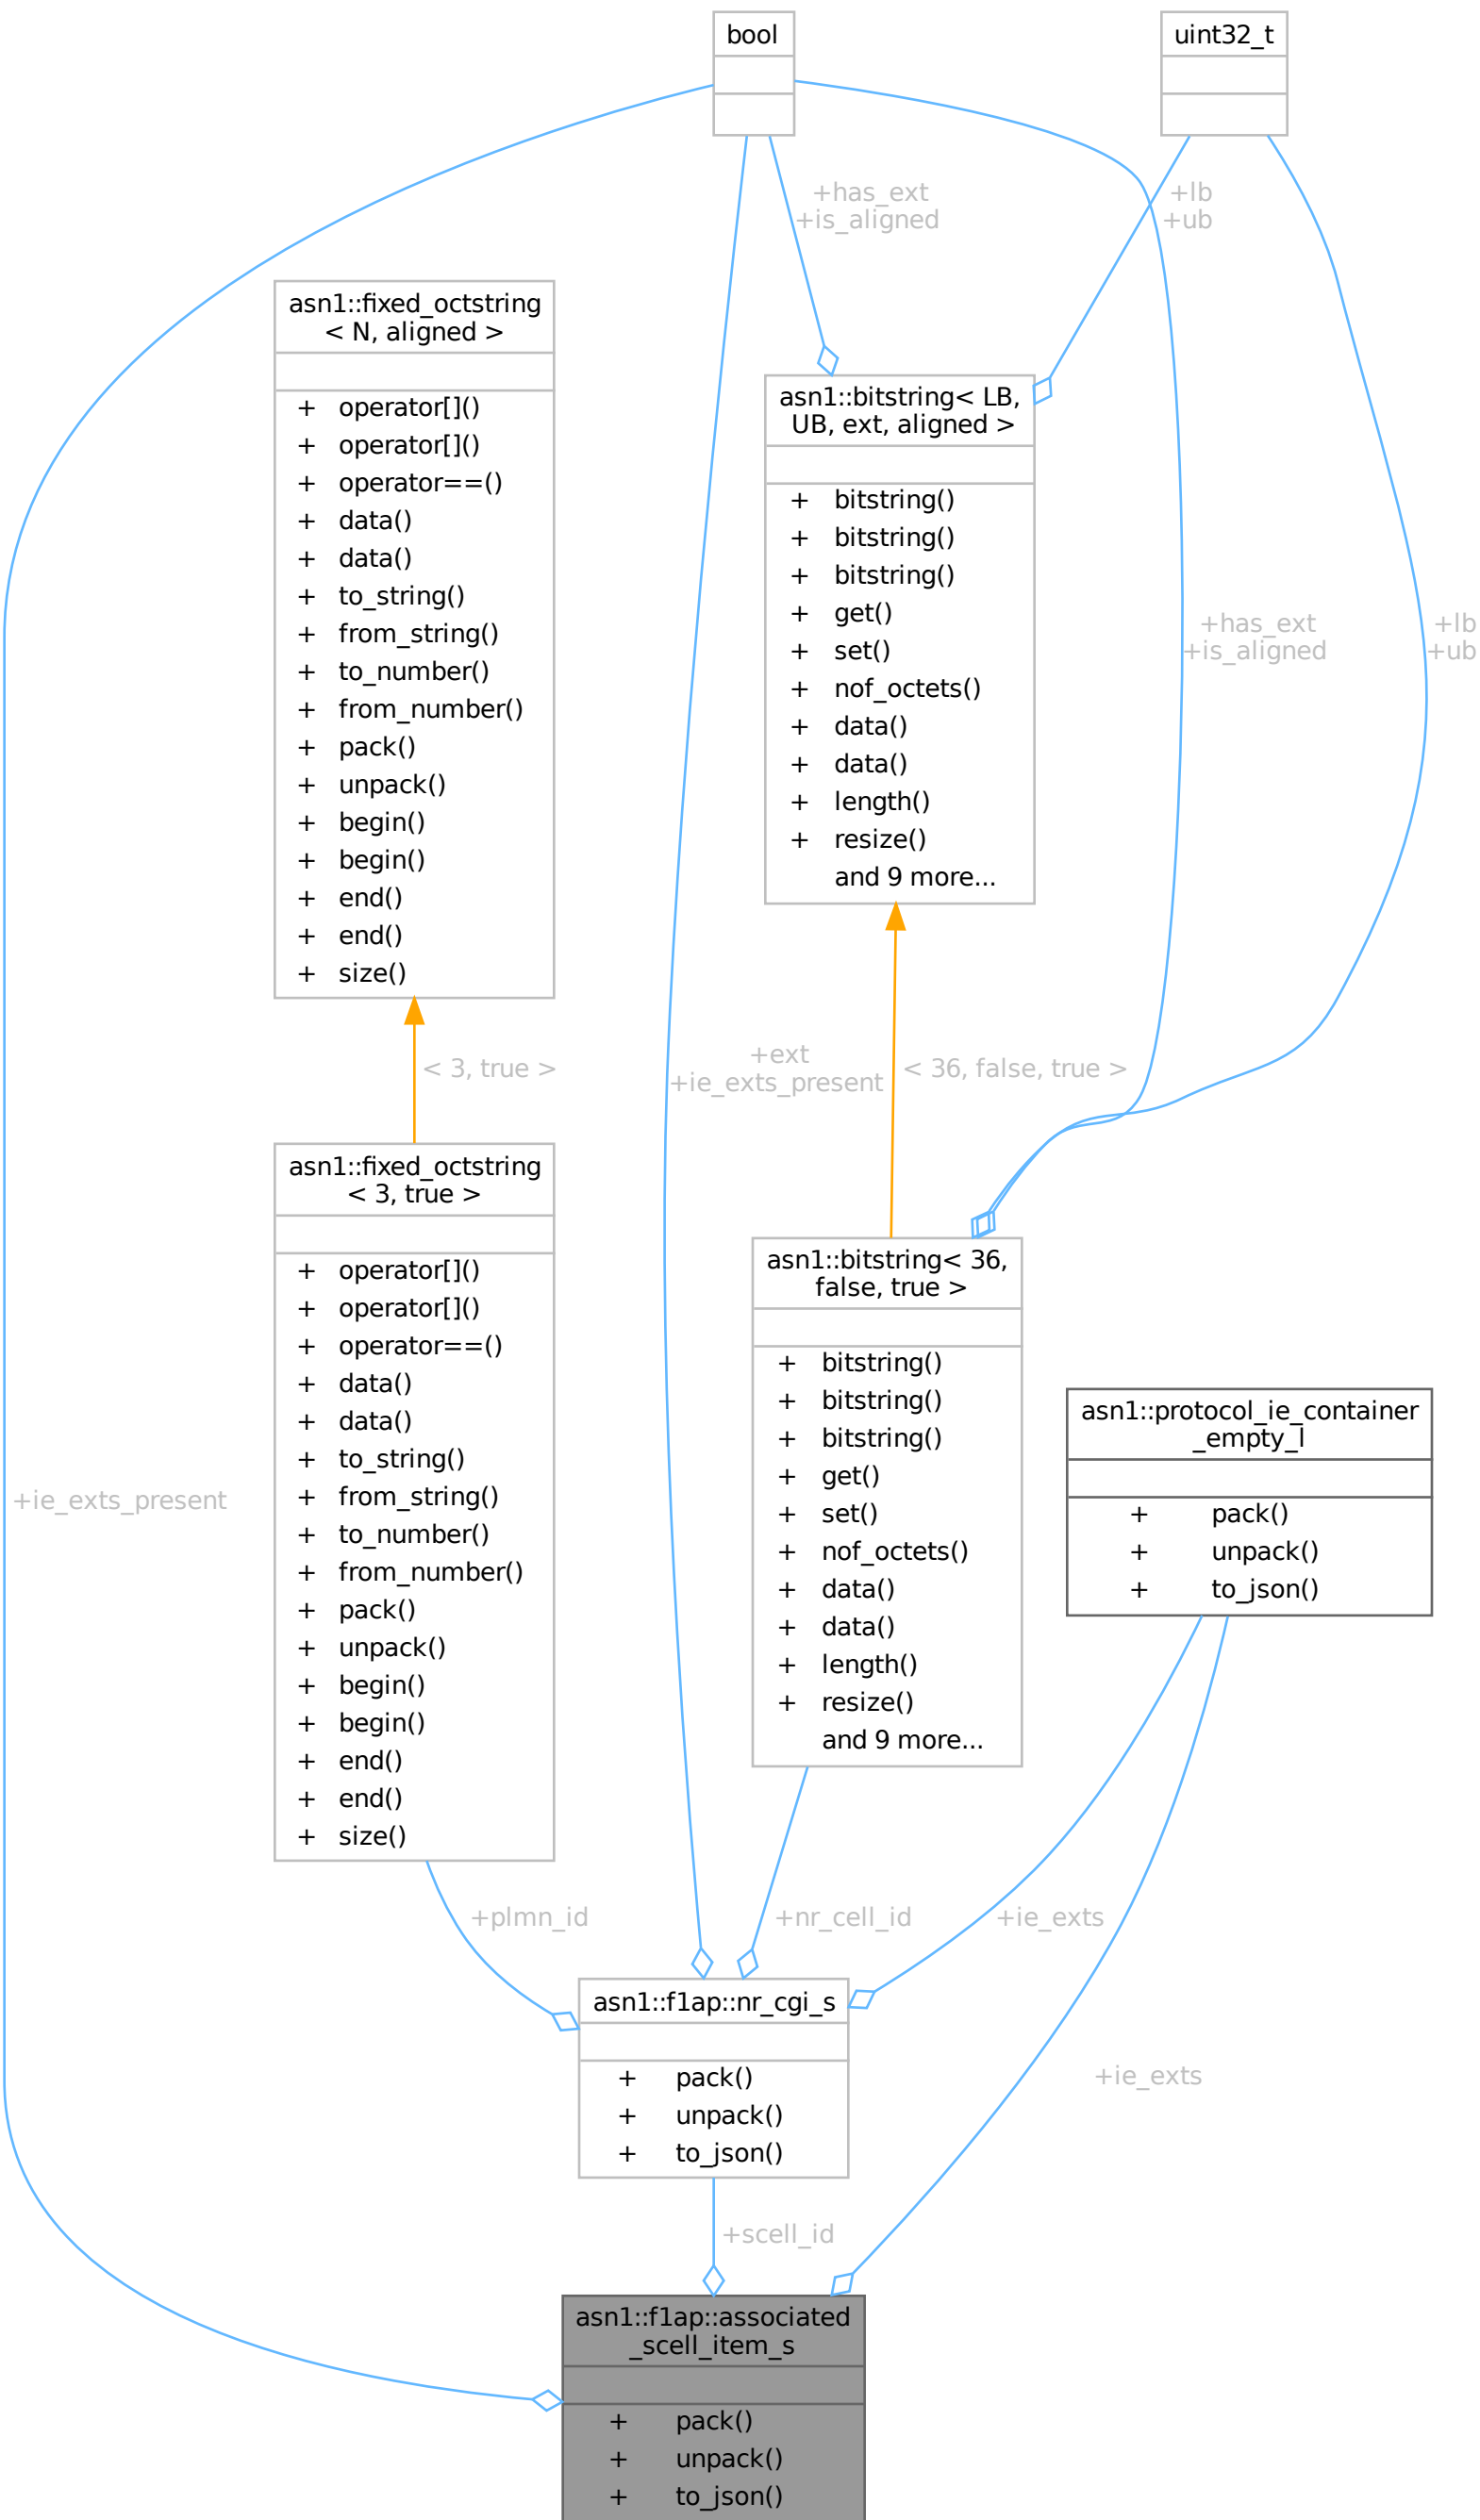 bool
uint32_t
+has_ext
+is_aligned
+lb
+ub
asn1::fixed_octstring
< N, aligned >
+ operator[]()
+ operator[]()
+ operator==()
+ data()
+ data()
+ to_string()
+ from_string()
+ to_number()
+ from_number()
+ pack()
+ unpack()
+ begin()
+ begin()
+ end()
+ end()
+ size()
asn1::bitstring< LB,
UB, ext, aligned >
+ bitstring()
+ bitstring()
+ bitstring()
+ get()
+ set()
+ nof_octets()
+ data()
+ data()
+ length()
+ resize()
and 9 more...
+has_ext
+is_aligned
+lb
+ub
< 3, true >
+ext
+ie_exts_present
< 36, false, true >
asn1::fixed_octstring
< 3, true >
+ operator[]()
+ operator[]()
+ operator==()
+ data()
+ data()
+ to_string()
+ from_string()
+ to_number()
+ from_number()
+ pack()
+ unpack()
+ begin()
+ begin()
+ end()
+ end()
+ size()
asn1::bitstring< 36,
false, true >
+ bitstring()
+ bitstring()
+ bitstring()
+ get()
+ set()
+ nof_octets()
+ data()
+ data()
+ length()
+ resize()
and 9 more...
asn1::protocol_ie_container
_empty_l
+ pack()
+ unpack()
+ to_json()
+ie_exts_present
+plmn_id
+nr_cell_id
+ie_exts
asn1::f1ap::nr_cgi_s
+ pack()
+ unpack()
+ to_json()
+ie_exts
+scell_id
asn1::f1ap::associated
_scell_item_s
+ pack()
+ unpack()
+ to_json()